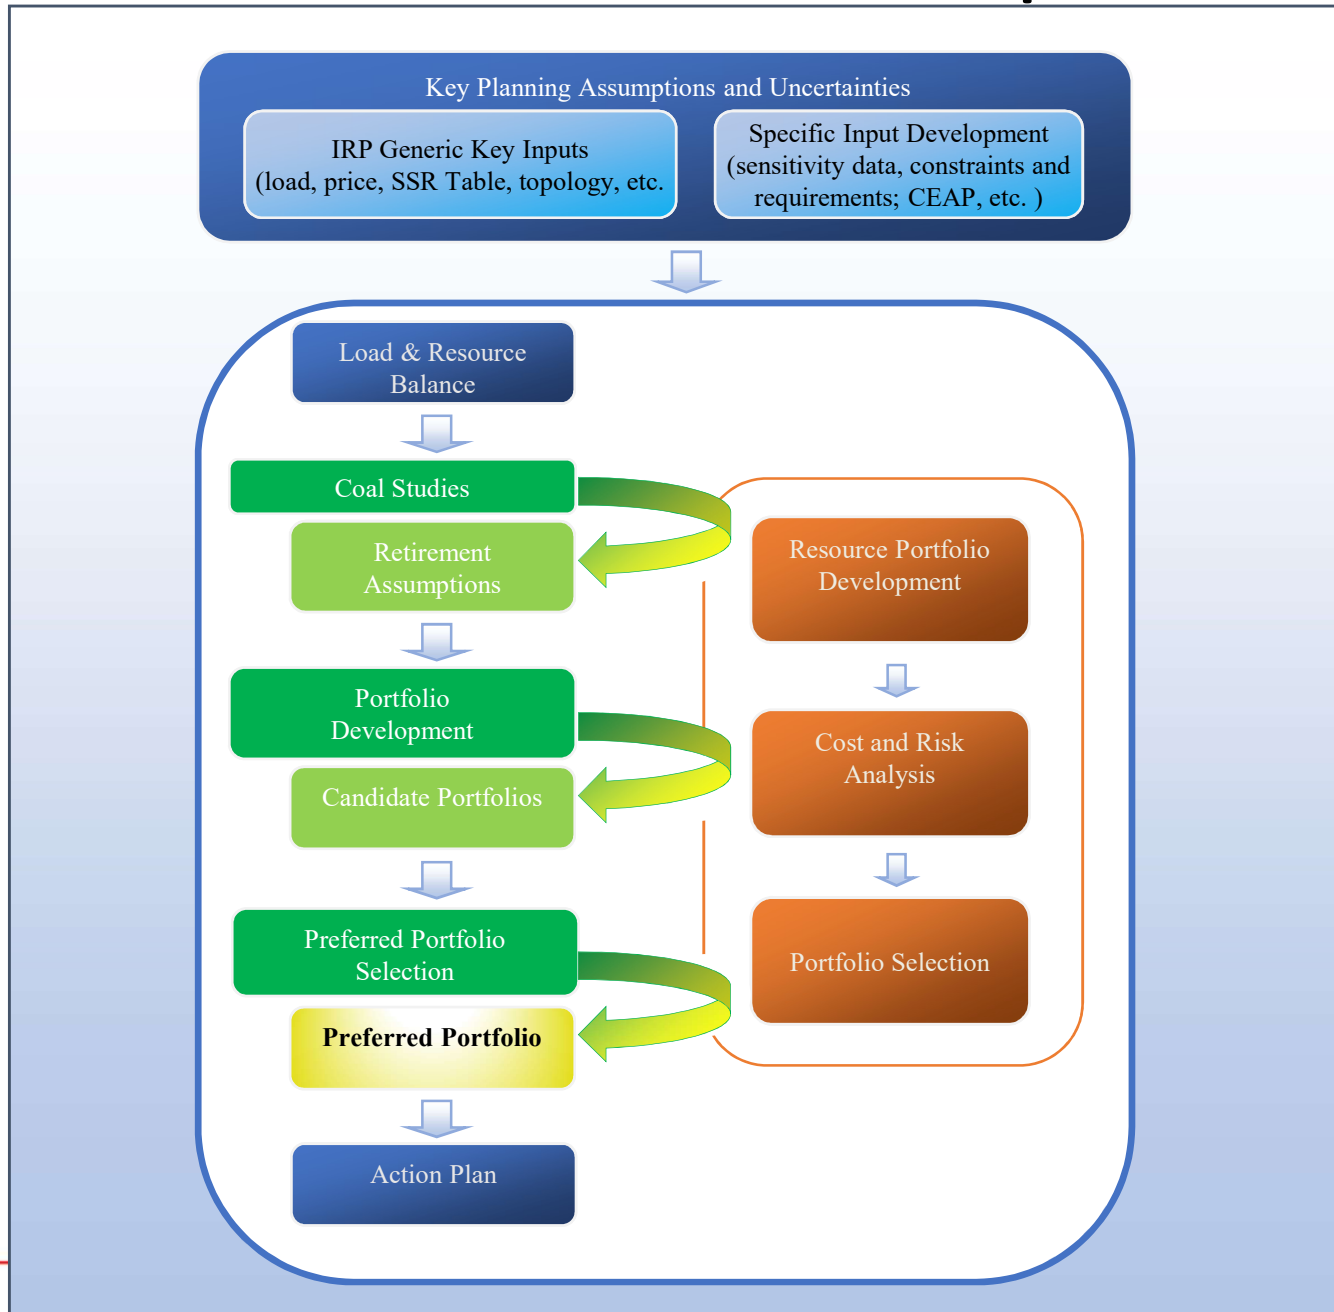 Key Planning Assumptions and Uncertainties
IRP Generic Key Inputs
(load, price, SSR Table, topology, etc.
Specific Input Development
(sensitivity data, constraints and
requirements; CEAP, etc. )
Load & Resource
Balance
Coal Studies
Retirement
Assumptions
Portfolio
Development
Candidate Portfolios
Preferred Portfolio
Selection
Preferred Portfolio
Action Plan
Resource Portfolio
Development
Cost and Risk
Analysis
Portfolio Selection